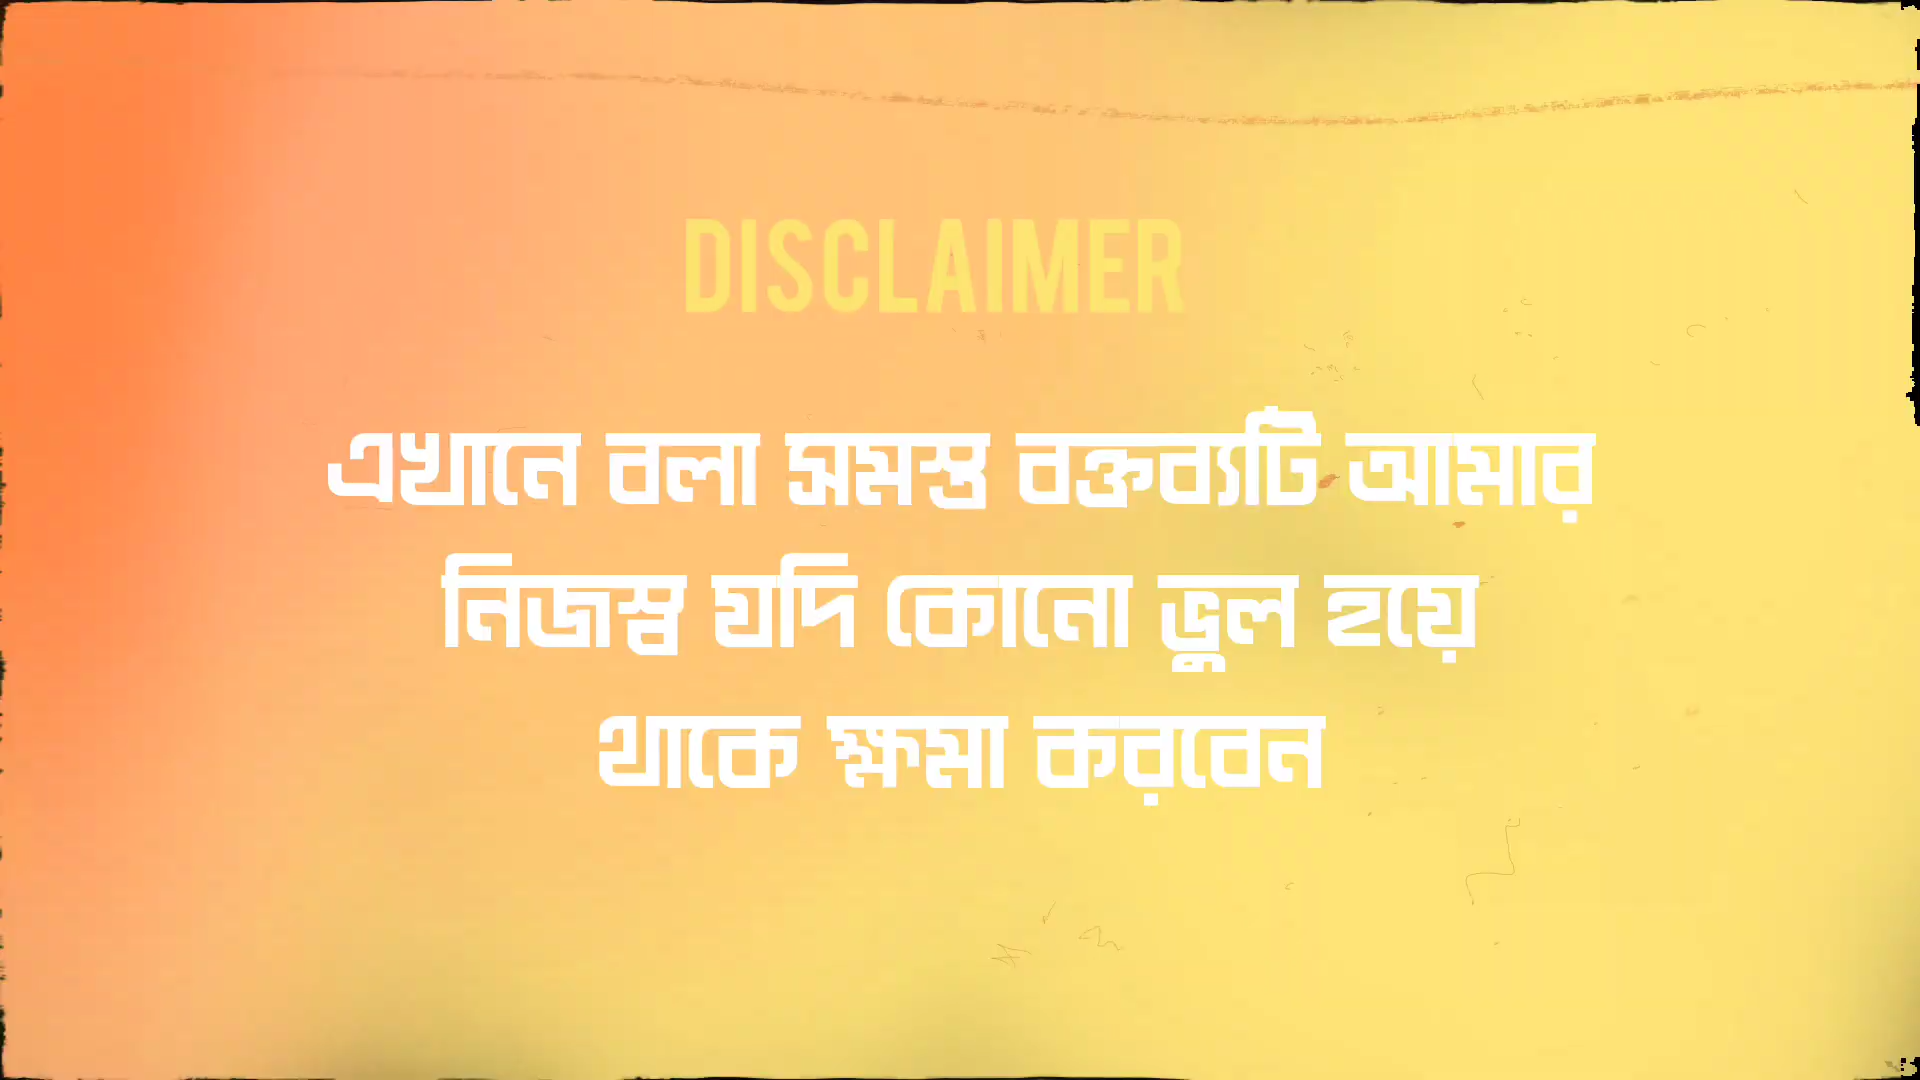 DISCLAIMER
এখানে বলা সমস্ত বক্তব্যটি আমার
নিজস্ব যদি কোনো ভুল হয়ে
থাকে ক্ষমা করবেন